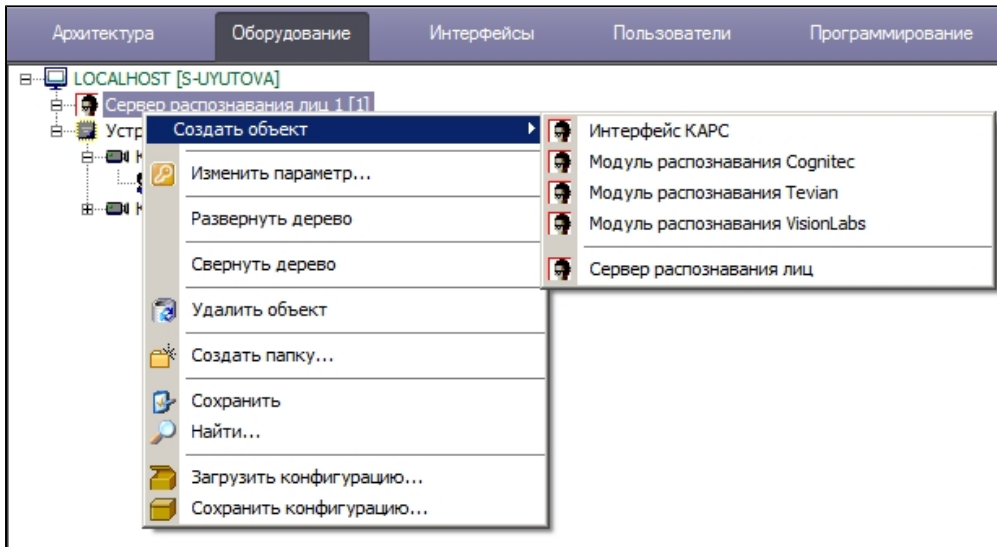 Архитектура Оборудование Интерфейсы Пользователи Программирование
LOCALHOST [S-UYUTOVA]
Сервер распознавания лиц 1 [1]
Создать объект
Изменить параметр...
Развернуть дерево
Свернуть дерево
Удалить объект
Создать папку...
Сохранить
Найти...
Загрузить конфигурацию...
Сохранить конфигурацию...
Интерфейс КАРС
Модуль распознавания Cognitec
Модуль распознавания Tevian
Модуль распознавания VisionLabs
Сервер распознавания лиц